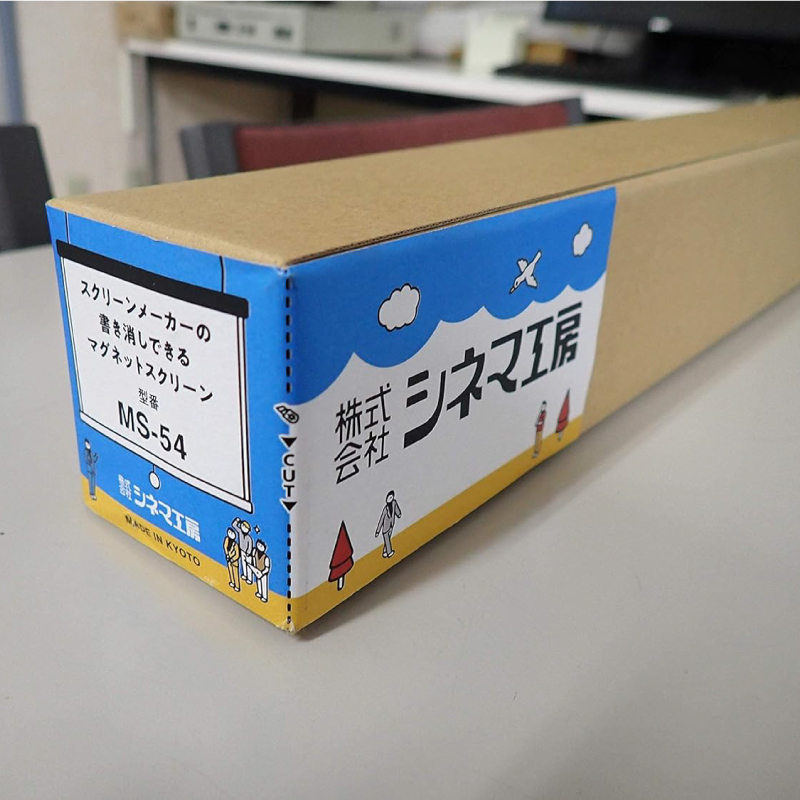 スクリーンメーカーの
書き消しできる
マグネットスクリーン
型番
MS-54
株式
会社
シネマ工房
MADE IN KYOTO
CUT
株式
会社
シネマ工房